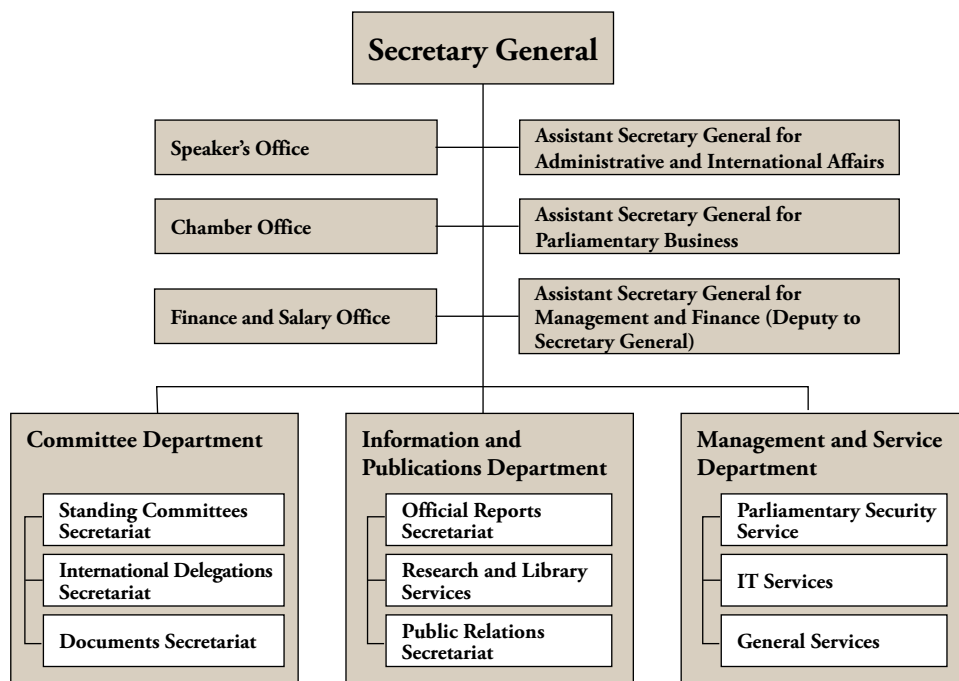 Secretary General
Speaker's Office
Assistant Secretary General for
Administrative and International Affairs
Chamber Office
Assistant Secretary General for
Parliamentary Business
Finance and Salary Office
Assistant Secretary General for
Management and Finance (Deputy to
Secretary General)
Committee Department
Standing Committees
Secretariat
International Delegations
Secretariat
Documents Secretariat
Information and
Publications Department
Official Reports
Secretariat
Research and Library
Services
Public Relations
Secretariat
Management and Service
Department
Parliamentary Security
Service
IT Services
General Services